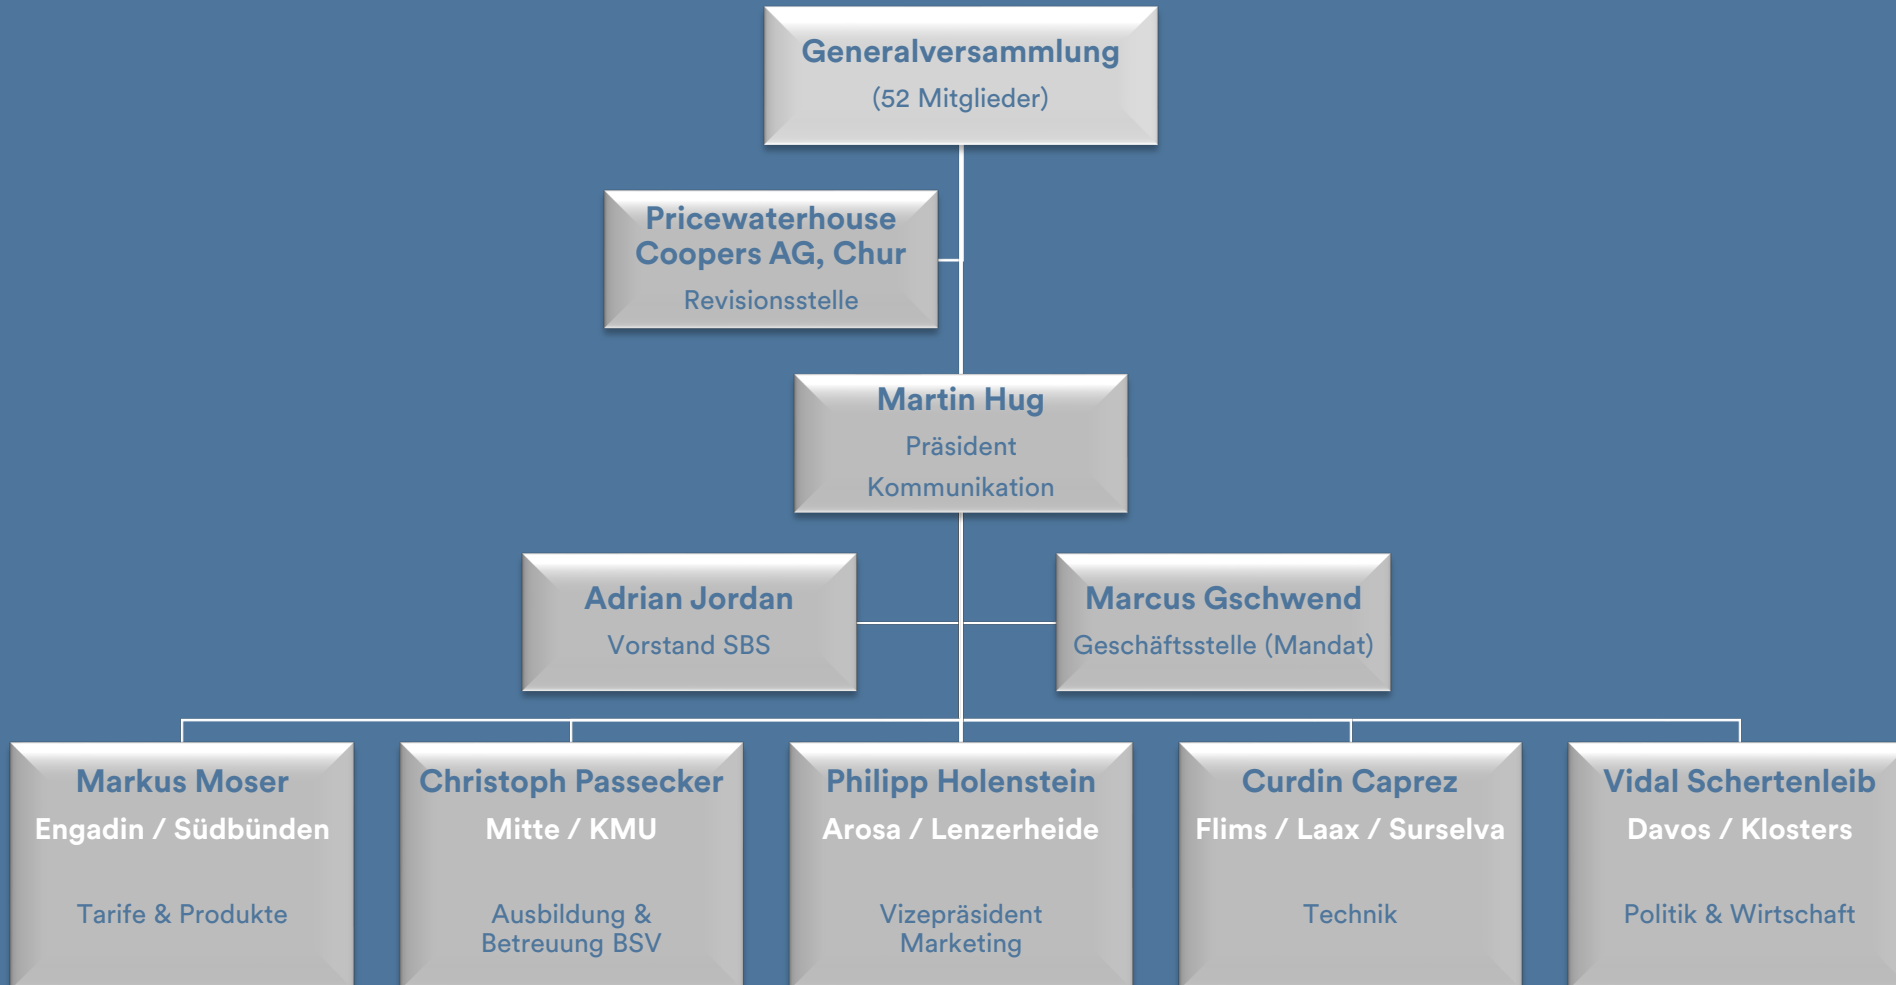 Generalversammlung
(52 Mitglieder)
Pricewaterhouse
Coopers AG, Chur
Revisionsstelle
Martin Hug
Präsident
Kommunikation
Adrian Jordan
Vorstand SBS
Marcus Gschwend
Geschäftsstelle (Mandat)
Markus Moser
Engadin / Südbünden
Tarife & Produkte
Christoph Passecker
Mitte / KMU
Ausbildung &
Betreuung BSV
Philipp Holenstein
Arosa / Lenzerheide
Vizepräsident
Marketing
Curdin Caprez
Flims / Laax / Surselva
Technik
Vidal Schertenleib
Davos / Klosters
Politik & Wirtschaft